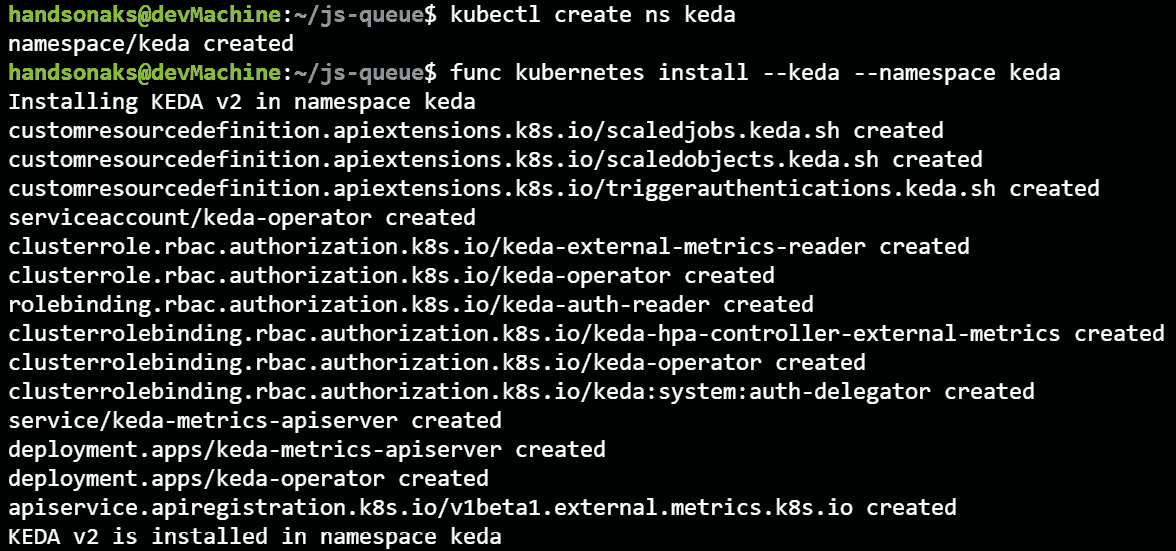 handsonaks@devMachine:~/js-queue$ kubectl create ns keda
namespace/keda created
handsonaks@devMachine:~/js-queue$ func kubernetes install --keda --namespace keda
Installing KEDA v2 in namespace keda
customresourcedefinition.apiextensions.k8s.io/scaledjobs.keda.sh created
customresourcedefinition.apiextensions.k8s.io/scaledobjects.keda.sh created
customresourcedefinition.apiextensions.k8s.io/triggerauthentications.keda.sh created
serviceaccount/keda-operator created
clusterrole.rbac.authorization.k8s.io/keda-external-metrics-reader created
clusterrole.rbac.authorization.k8s.io/keda-operator created
rolebinding.rbac.authorization.k8s.io/keda-auth-reader created
clusterrolebinding.rbac.authorization.k8s.io/keda-hpa-controller-external-metrics created
clusterrolebinding.rbac.authorization.k8s.io/keda-operator created
clusterrolebinding.rbac.authorization.k8s.io/keda:system:auth-delegator created
service/keda-metrics-apiserver created
deployment.apps/keda-metrics-apiserver created
deployment.apps/keda-operator created
apiservice.apiregistration.k8s.io/v1beta1.external.metrics.k8s.io created
KEDA v2 is installed in namespace keda